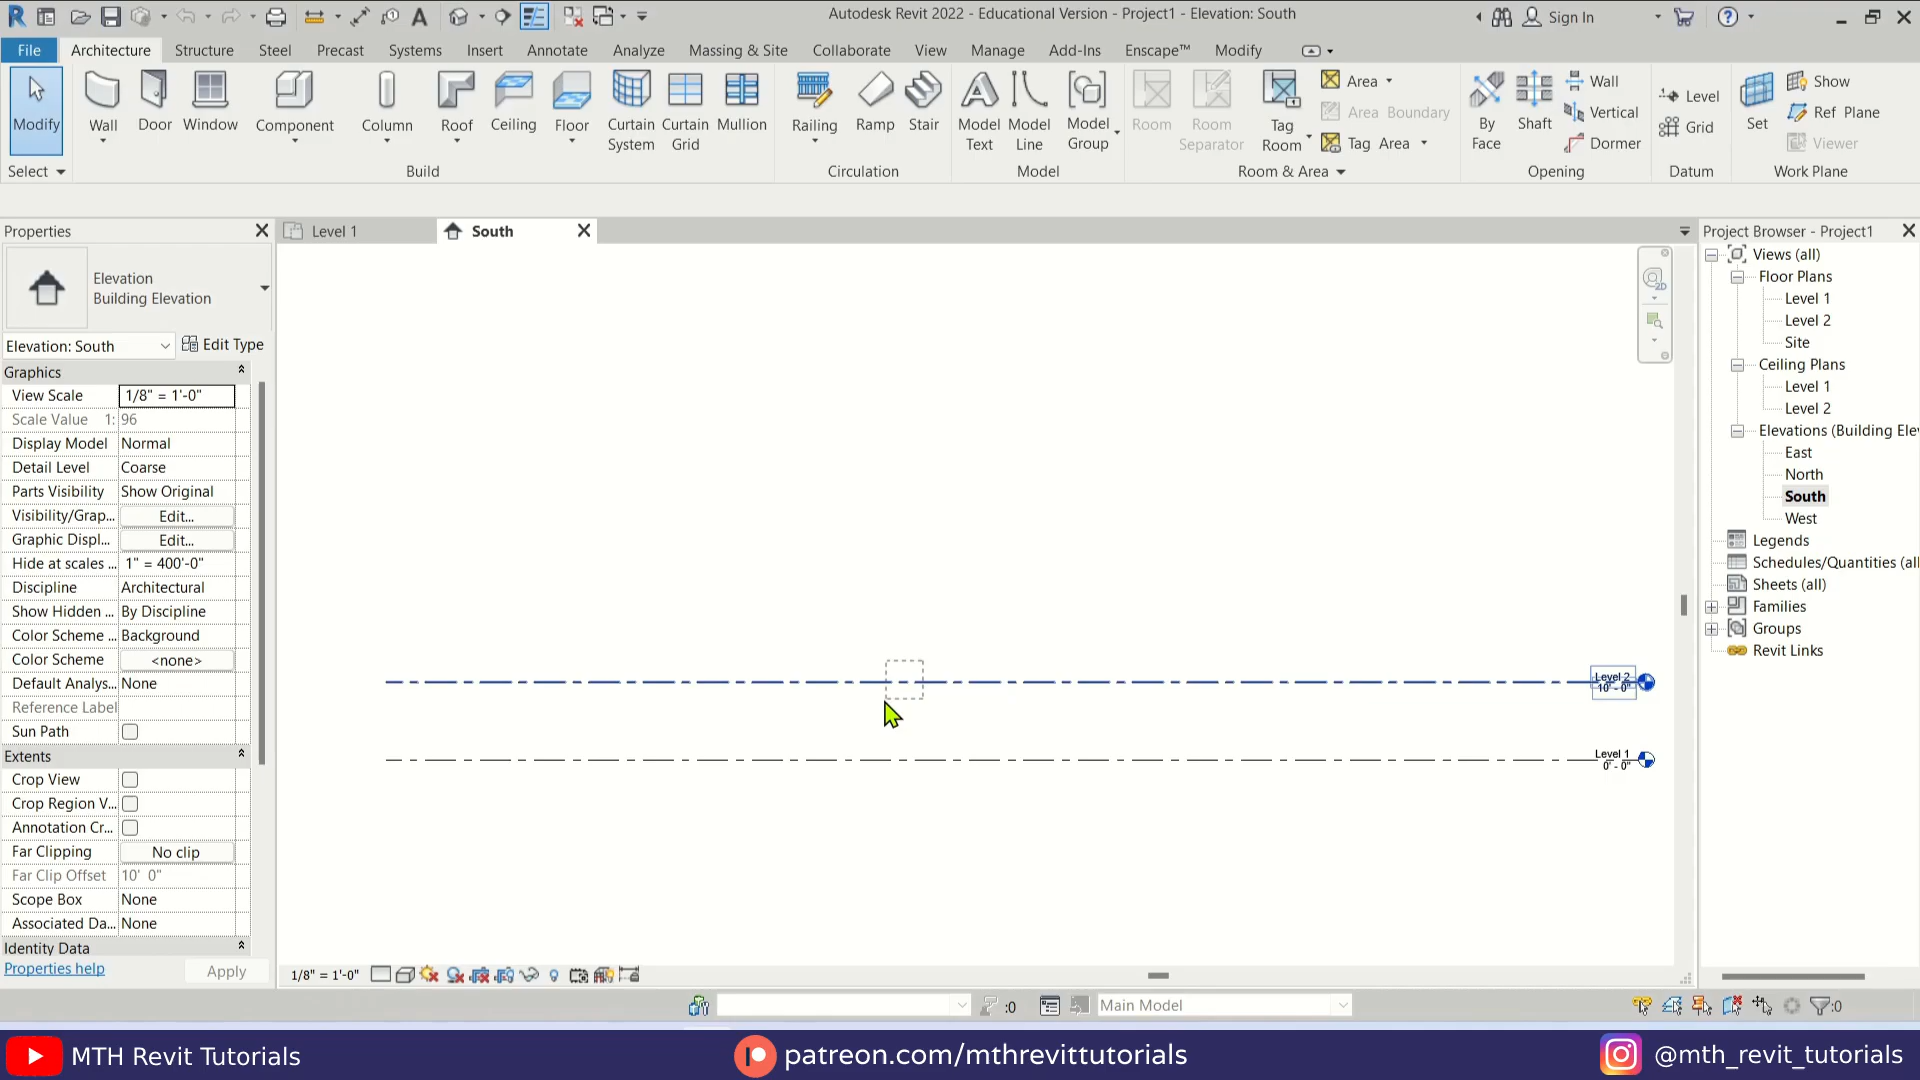 Autodesk Revit 2022 - Educational Version - Project1 - Elevation: South
Sign In
File Architecture Structure Steel Precast Systems Insert Annotate Analyze Massing & Site Collaborate View Manage Add-Ins Enscape™ Modify
Modify Wall Door Window Component Column Roof Ceiling Floor Curtain System Curtain Grid Mullion Railing Ramp Stair Model Text Model Line Model Group Room Room Separator Tag Room
Area
Area Boundary
Tag Area
By Face Shaft
Wall
Vertical
Dormer
Level
Grid
Set
Show
Ref Plane
Viewer
Select Build Circulation Model Room & Area Opening Datum Work Plane
Properties
Elevation
Building Elevation
Elevation: South Edit Type
Graphics
View Scale 1/8" = 1'-0"
Scale Value 1: 96
Display Model Normal
Detail Level Coarse
Parts Visibility Show Original
Visibility/Grap... Edit...
Graphic Displ... Edit...
Hide at scales ... 1" = 400'-0"
Discipline Architectural
Show Hidden ... By Discipline
Color Scheme ... Background
Color Scheme <none>
Default Analys... None
Reference Label
Sun Path
Extents
Crop View
Crop Region V...
Annotation Cr...
Far Clipping No clip
Far Clip Offset 10' 0"
Scope Box None
Associated Da... None
Identity Data
Properties help Apply
Level 1 South
2D
Level 2
10' - 0"
Level 1
0' - 0"
1/8" = 1'-0"
Project Browser - Project1
Views (all)
Floor Plans
Level 1
Level 2
Site
Ceiling Plans
Level 1
Level 2
Elevations (Building Ele
East
North
South
West
Legends
Schedules/Quantities (all
Sheets (all)
Families
Groups
Revit Links
:0 Main Model :0
MTH Revit Tutorials patreon.com/mthrevittutorials @mth_revit_tutorials